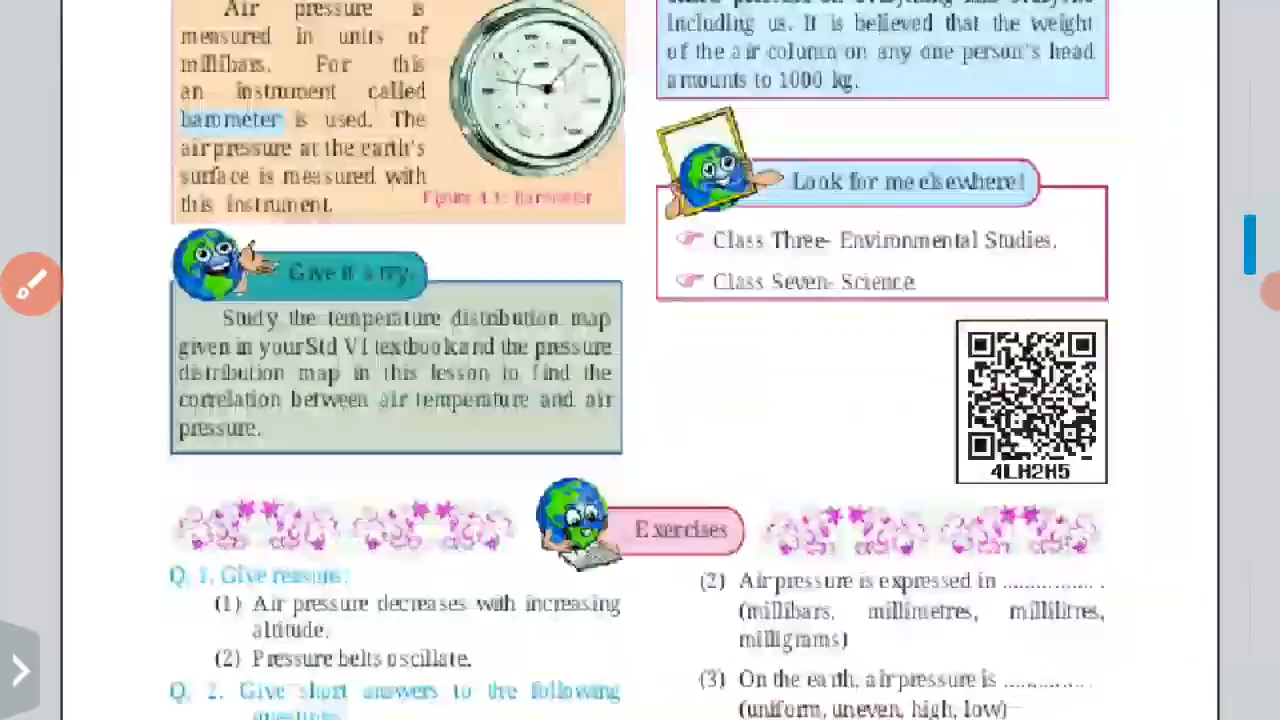 Air pressure is
measured in units of
millibars. For this
an instrument called
barometer is used. The
air pressure at the earth's
surface is measured with
this instrument.
Figure 4.3 : Barometer
Give it a try.
Study the temperature distribution map
given in your Std VI textbook and the pressure
distribution map in this lesson to find the
correlation between air temperature and air
pressure.
including us. It is believed that the weight
of the air column on any one person's head
amounts to 1000 kg.
Look for me elsewhere!
Class Three- Environmental Studies.
Class Seven- Science
4LH2H5
Exercises
Q. 1. Give reasons:
(1) Air pressure decreases with increasing
altitude.
(2) Pressure belts oscillate.
Q. 2. Give short answers to the following
questions
(2) Air pressure is expressed in ............... .
(millibars, millimetres, millilitres,
milligrams)
(3) On the earth, air pressure is ............. .
(uniform, uneven, high, low)